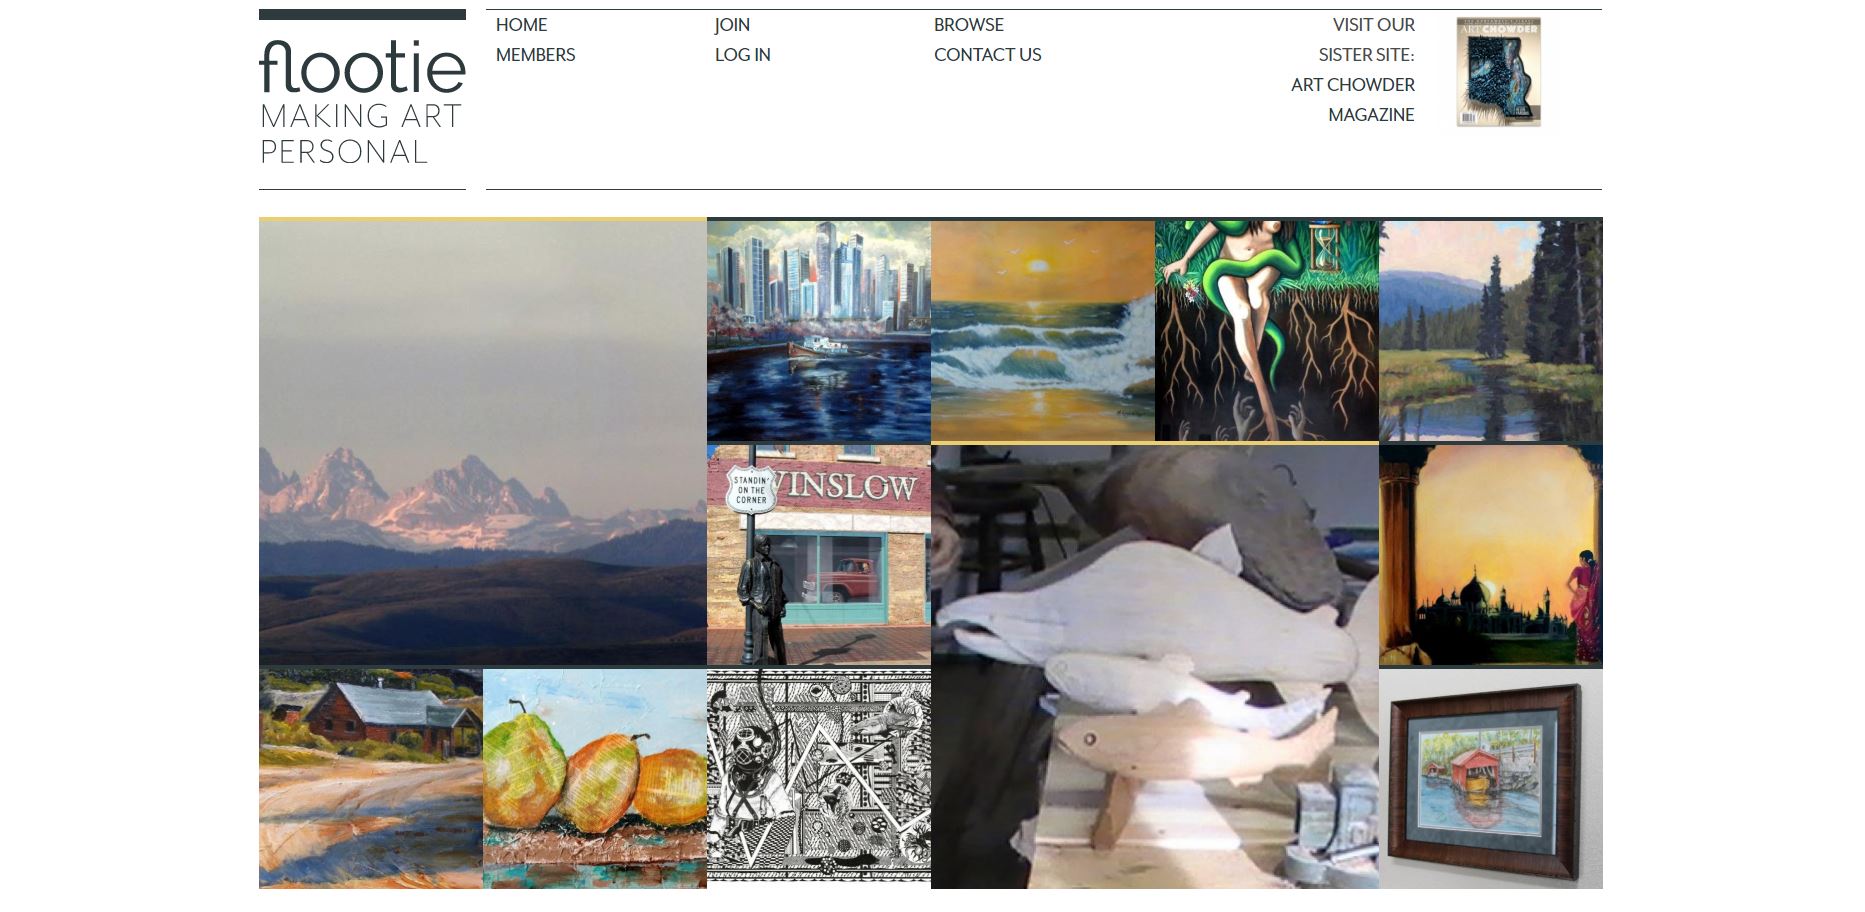 flootie
MAKING ART
PERSONAL
HOME
MEMBERS
JOIN
LOG IN
BROWSE
CONTACT US
VISIT OUR
SISTER SITE:
ART CHOWDER
MAGAZINE
ART CHOWDER
STANDIN'
ON THE
CORNER
WINSLOW